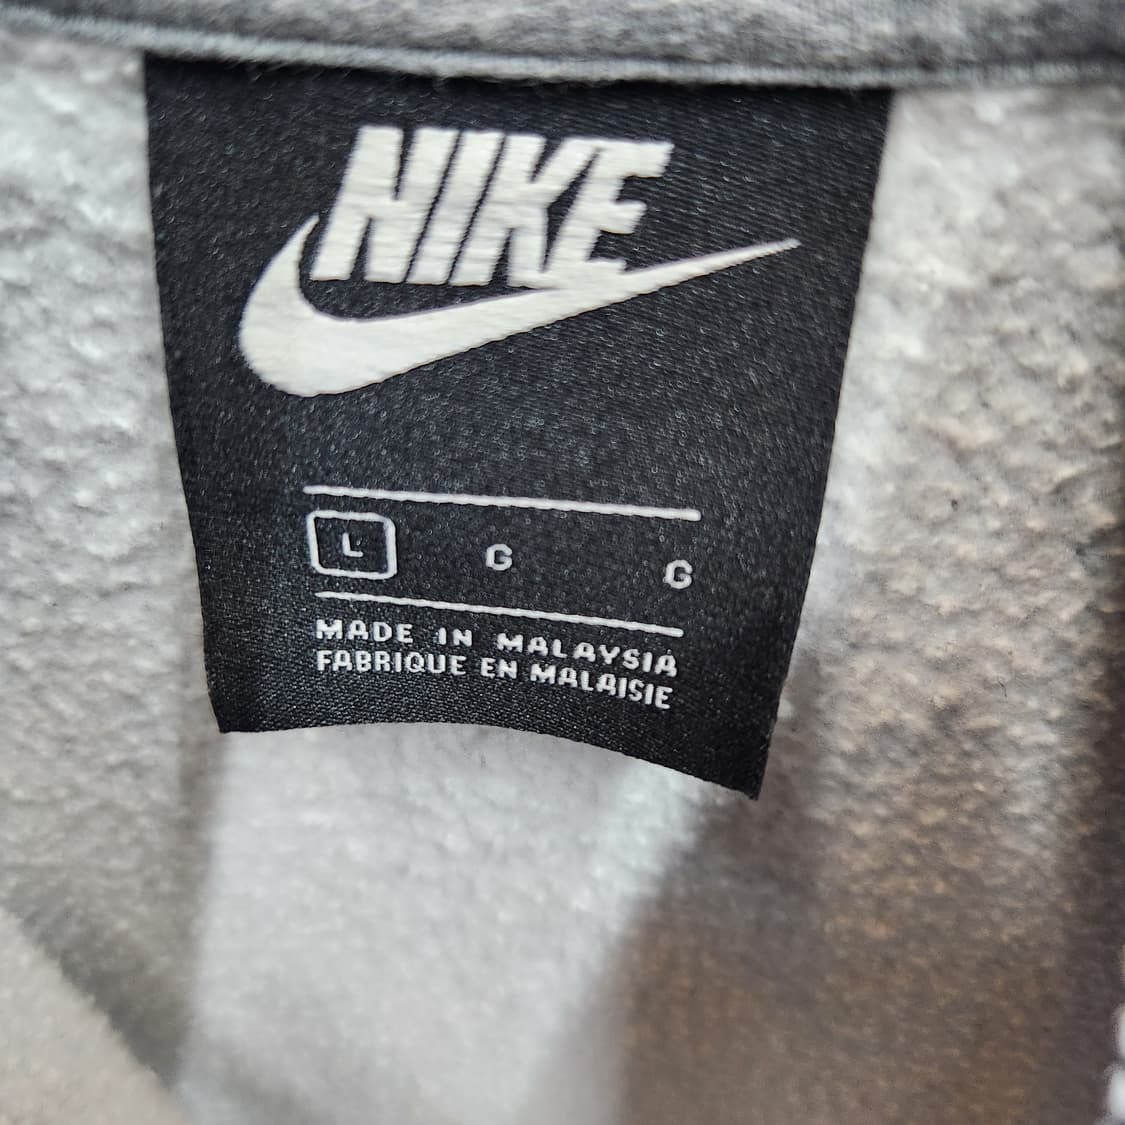 NIKE
L G G
MADE IN MALAYSIA
FABRIQUE EN MALAISIE